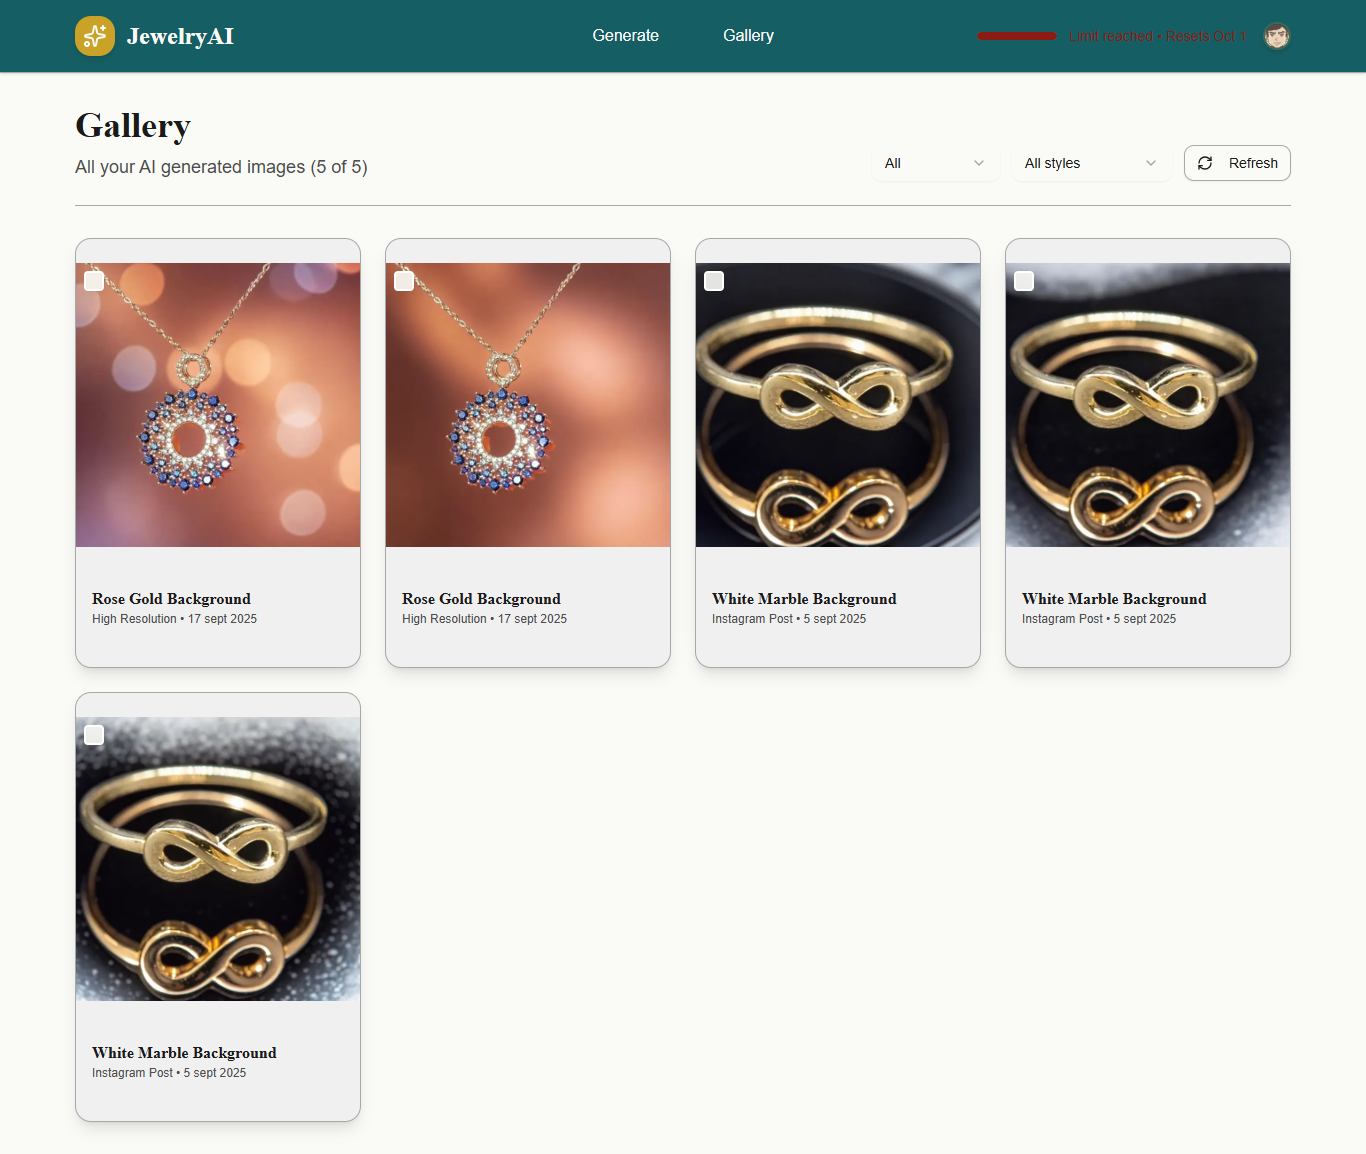 JewelryAI
Generate
Gallery
Limit reached • Resets Oct 1
Gallery
All your AI generated images (5 of 5)
All
All styles
Refresh
Rose Gold Background
High Resolution • 17 sept 2025
Rose Gold Background
High Resolution • 17 sept 2025
White Marble Background
Instagram Post • 5 sept 2025
White Marble Background
Instagram Post • 5 sept 2025
White Marble Background
Instagram Post • 5 sept 2025